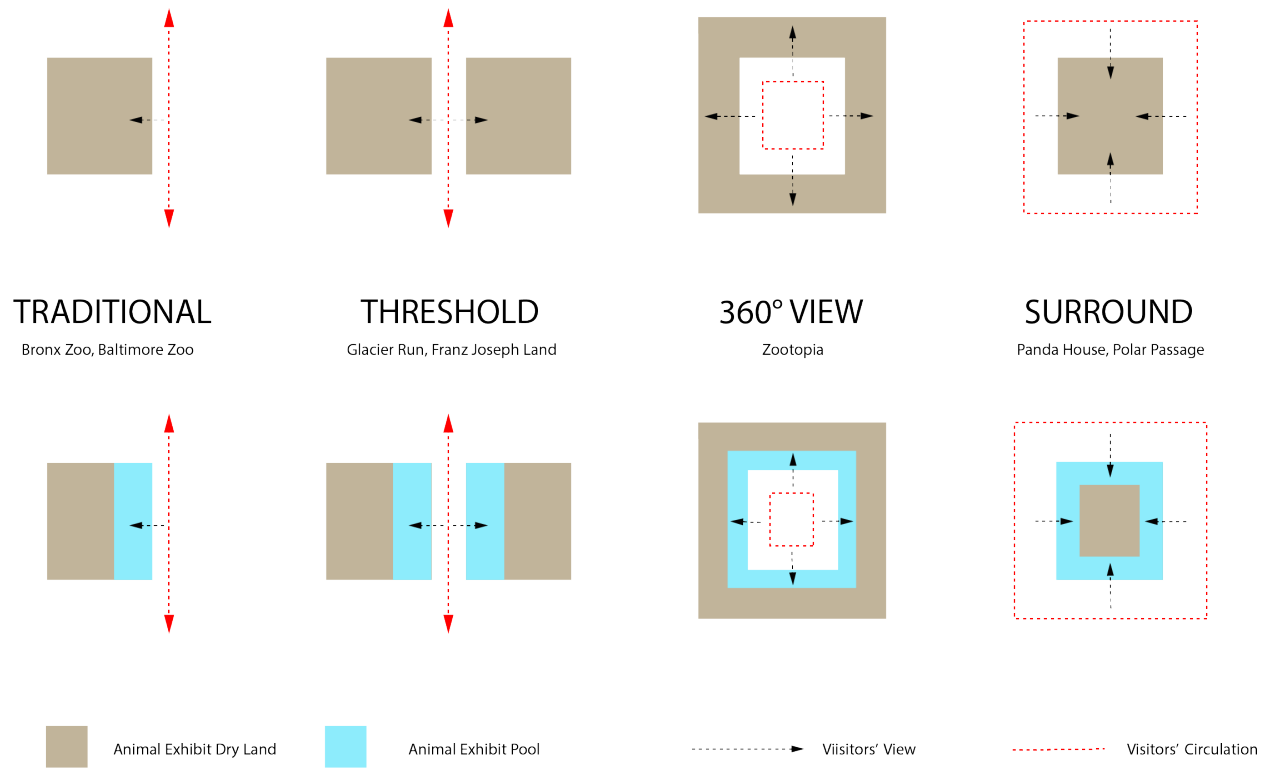 TRADITIONAL
Bronx Zoo, Baltimore Zoo
THRESHOLD
Glacier Run, Franz Joseph Land
360° VIEW
Zootopia
SURROUND
Panda House, Polar Passage
Animal Exhibit Dry Land
Animal Exhibit Pool
Viisitors’ View
Visitors’ Circulation